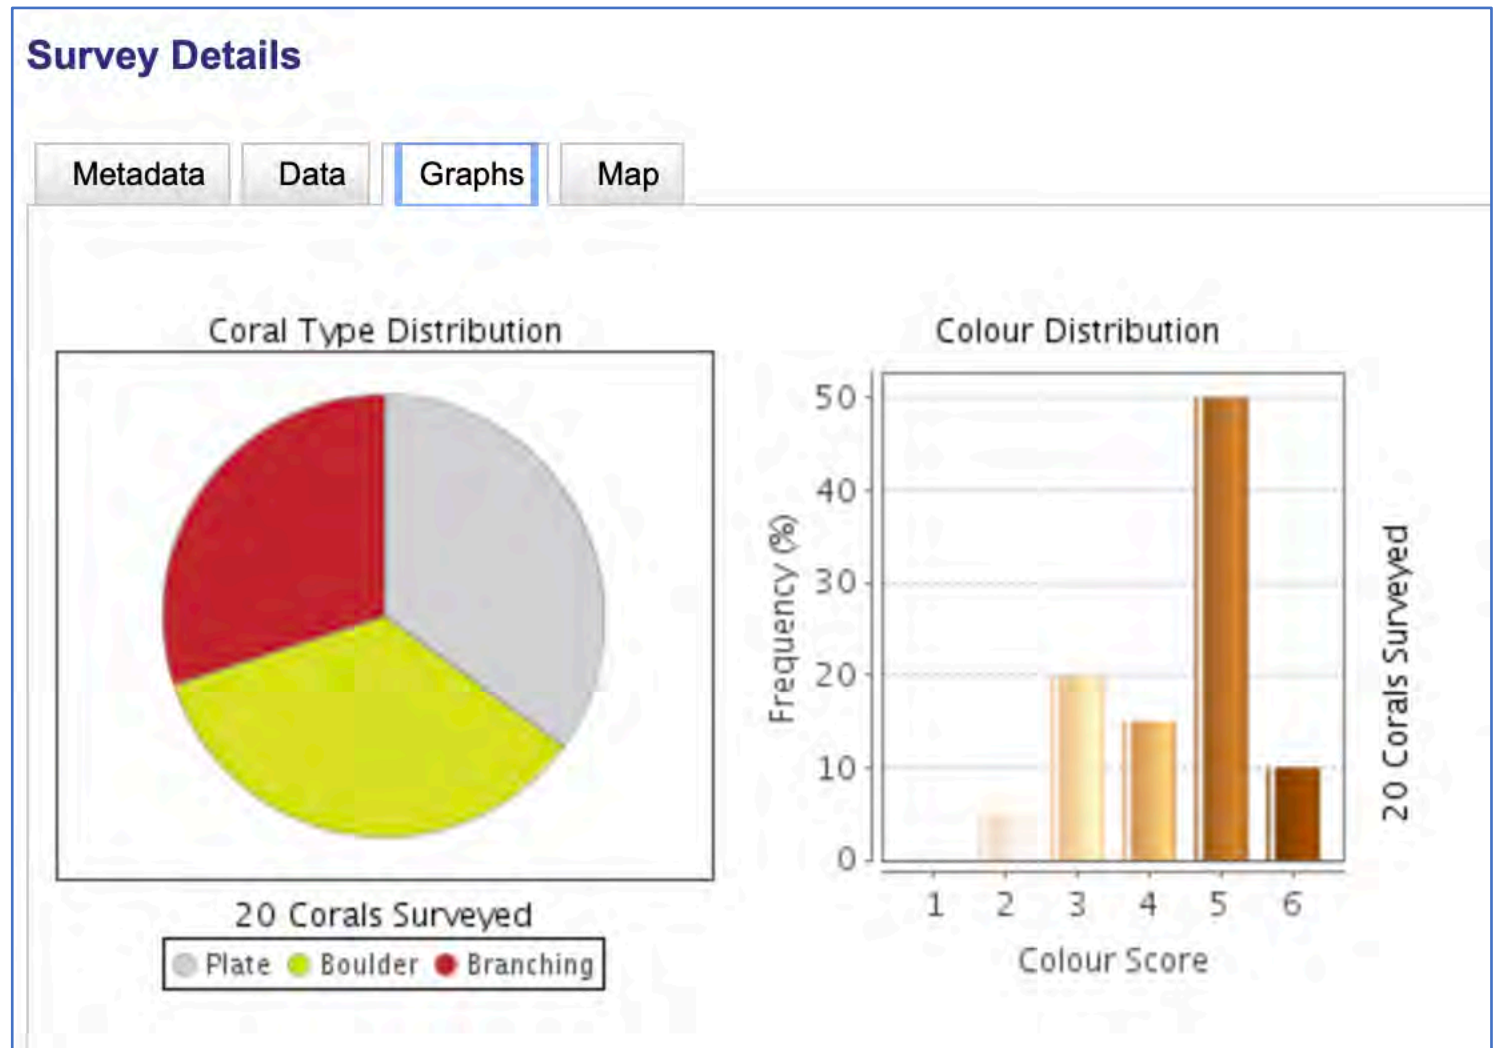 Survey Details
Metadata Data Graphs Map
Coral Type Distribution
20 Corals Surveyed
Plate Boulder Branching
Colour Distribution
Frequency (%)
50
40
30
20
10
0
1 2 3 4 5 6
Colour Score
20 Corals Surveyed